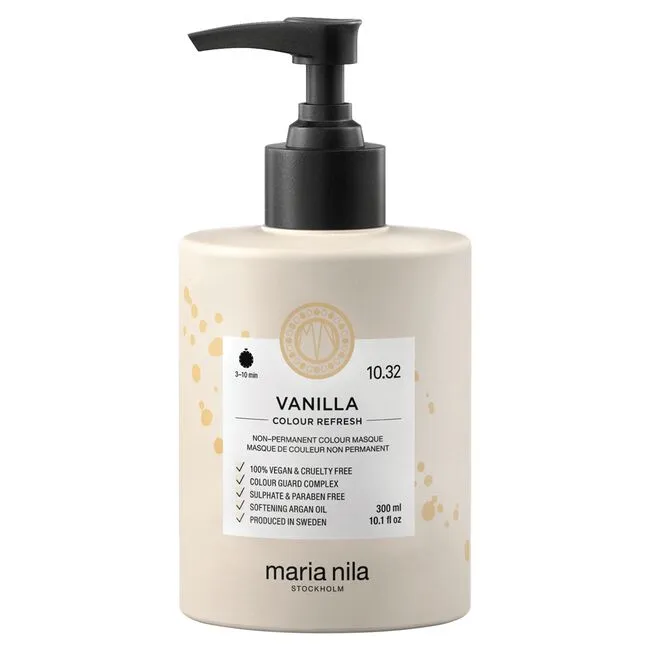 3–10 min
10.32
VANILLA
COLOUR REFRESH
NON–PERMANENT COLOUR MASQUE
MASQUE DE COULEUR NON PERMANENT
✓ 100% VEGAN & CRUELTY FREE
✓ COLOUR GUARD COMPLEX
✓ SULPHATE & PARABEN FREE
✓ SOFTENING ARGAN OIL
✓ PRODUCED IN SWEDEN
300 ml
10.1 fl oz
maria nila
STOCKHOLM